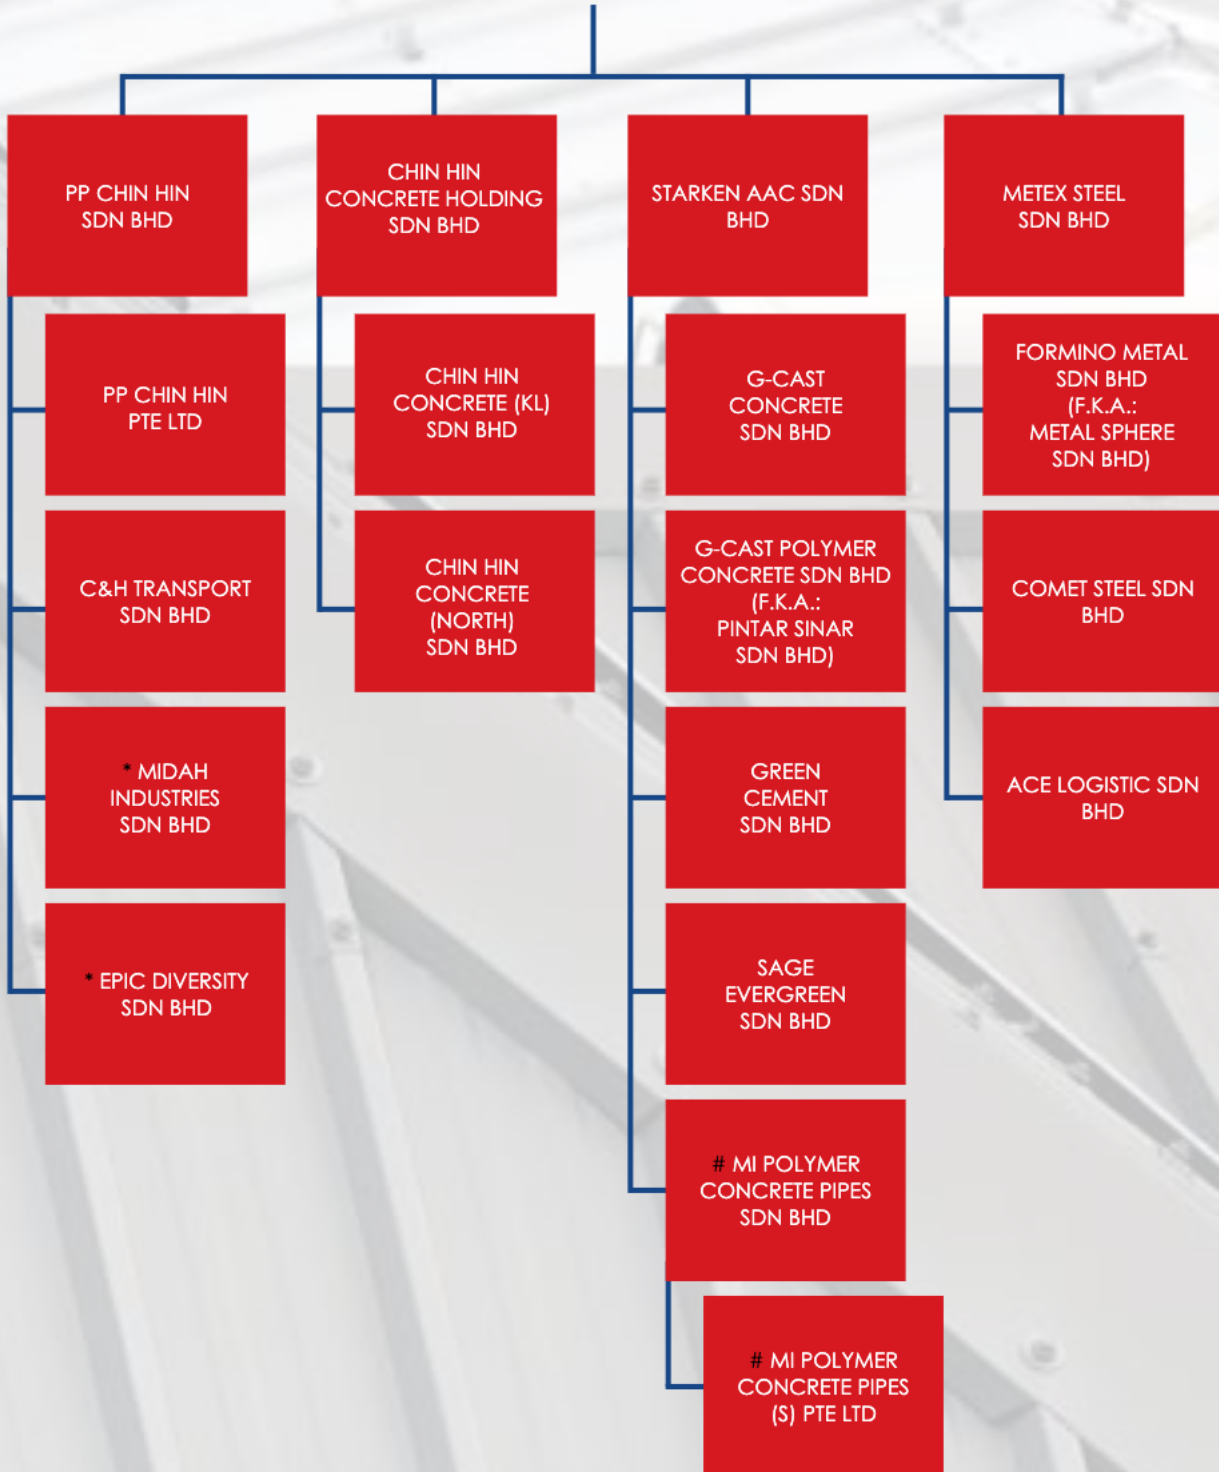 PP CHIN HIN
SDN BHD
PP CHIN HIN
PTE LTD
C&H TRANSPORT
SDN BHD
* MIDAH
INDUSTRIES
SDN BHD
* EPIC DIVERSITY
SDN BHD
CHIN HIN
CONCRETE HOLDING
SDN BHD
CHIN HIN
CONCRETE (KL)
SDN BHD
CHIN HIN
CONCRETE
(NORTH)
SDN BHD
STARKEN AAC SDN
BHD
G-CAST
CONCRETE
SDN BHD
G-CAST POLYMER
CONCRETE SDN BHD
(F.K.A.:
PINTAR SINAR
SDN BHD)
GREEN
CEMENT
SDN BHD
SAGE
EVERGREEN
SDN BHD
# MI POLYMER
CONCRETE PIPES
SDN BHD
# MI POLYMER
CONCRETE PIPES
(S) PTE LTD
METEX STEEL
SDN BHD
FORMINO METAL
SDN BHD
(F.K.A.:
METAL SPHERE
SDN BHD)
COMET STEEL SDN
BHD
ACE LOGISTIC SDN
BHD